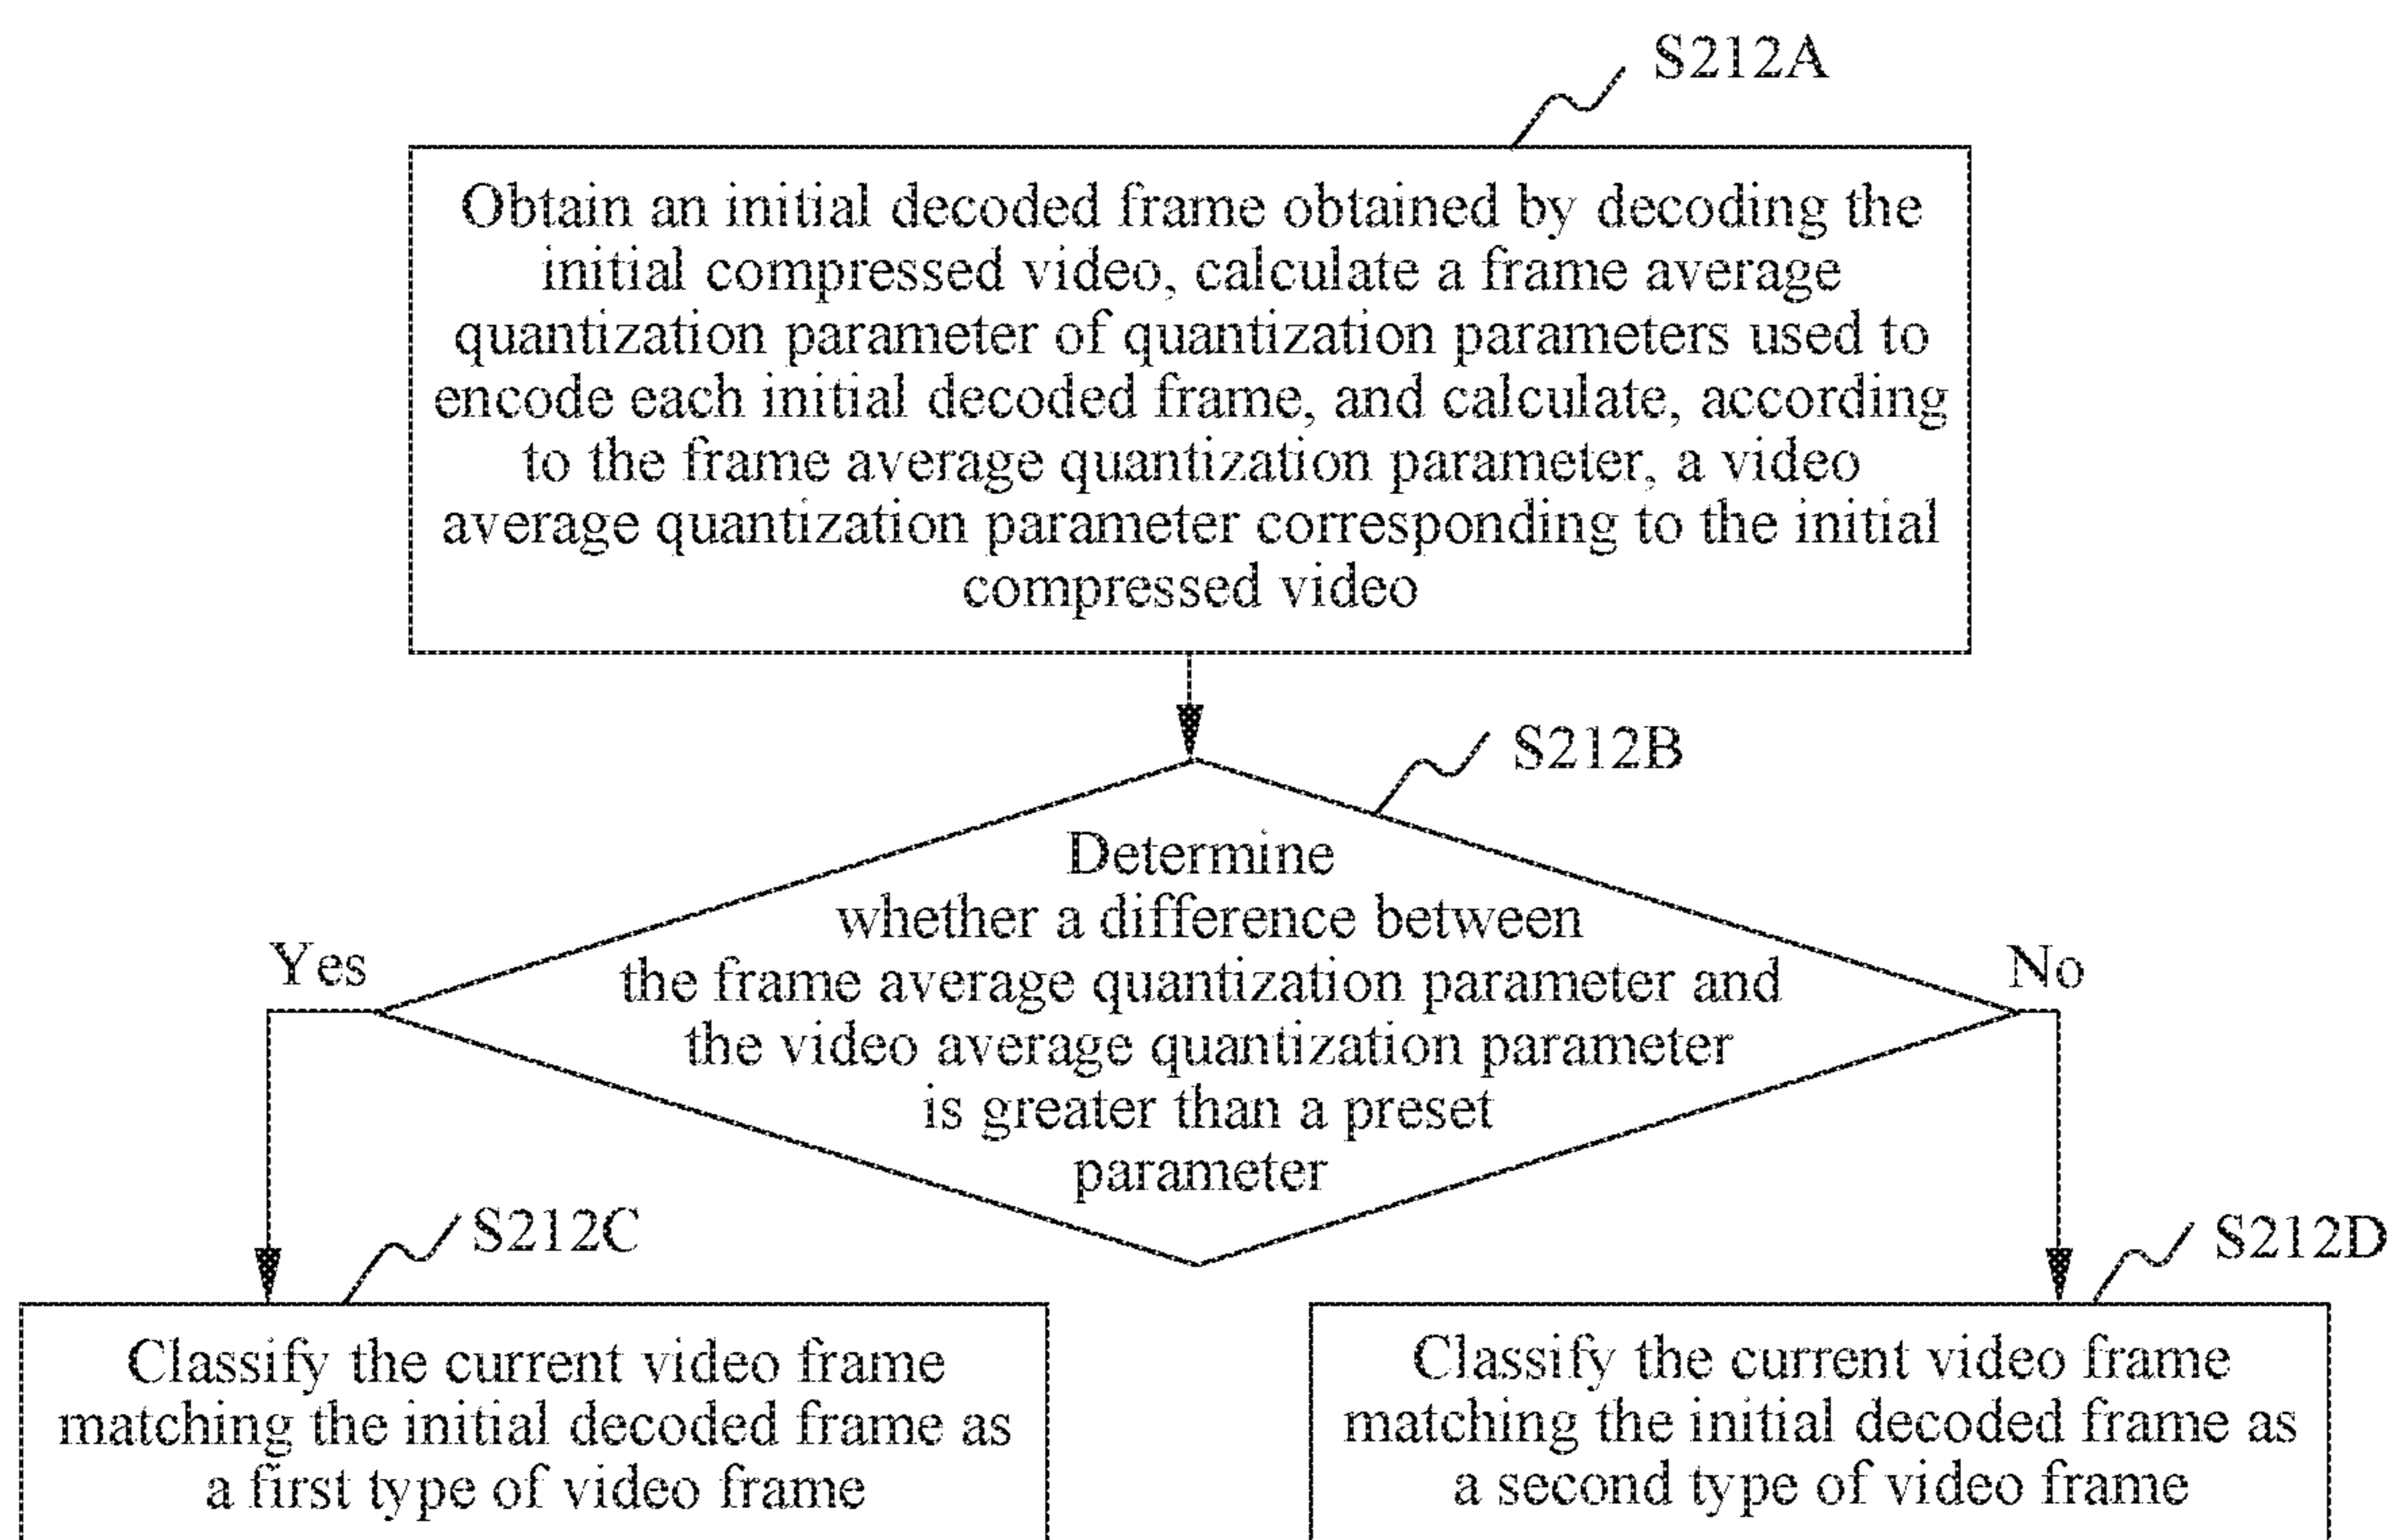 S212A
Obtain an initial decoded frame obtained by decoding the
initial compressed video, calculate a frame average
quantization parameter of quantization parameters used to
encode each initial decoded frame, and calculate, according
to the frame average quantization parameter, a video
average quantization parameter corresponding to the initial
compressed video
S212B
Determine
whether a difference between
the frame average quantization parameter and
the video average quantization parameter
is greater than a preset
parameter
Yes
No
S212C
Classify the current video frame
matching the initial decoded frame as
a first type of video frame
S212D
Classify the current video frame
matching the initial decoded frame as
a second type of video frame